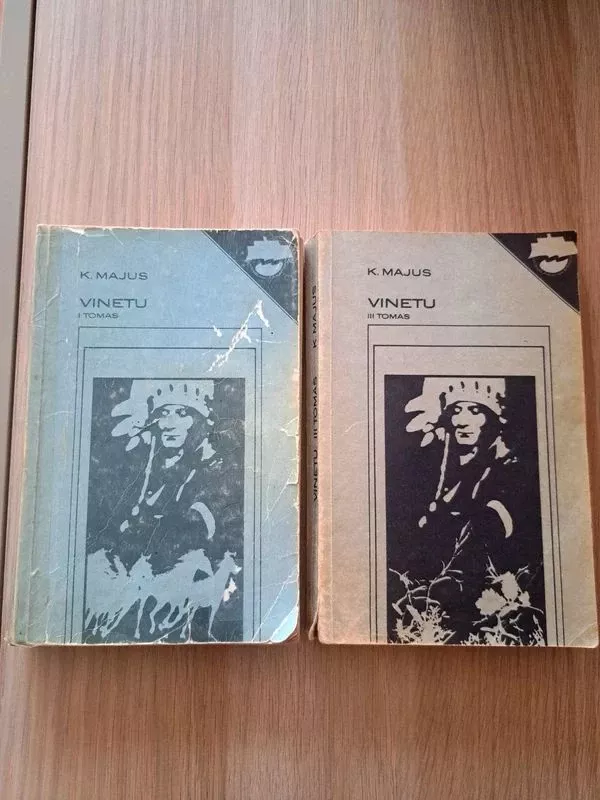 K. MAJUS
VINETU
I TOMAS
K. MAJUS
VINETU
III TOMAS
VINETU III TOMAS K. MAJUS